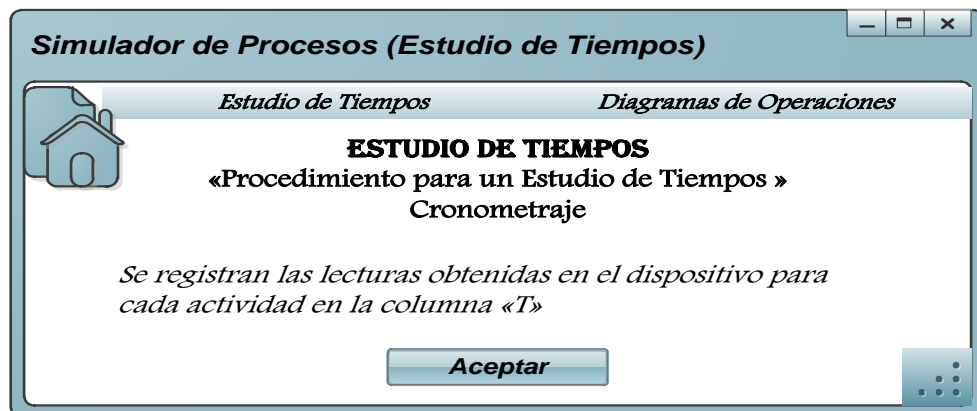 Simulador de Procesos (Estudio de Tiempos)
Estudio de Tiempos
Diagramas de Operaciones
ESTUDIO DE TIEMPOS
«Procedimiento para un Estudio de Tiempos »
Cronometraje
Se registran las lecturas obtenidas en el dispositivo para
cada actividad en la columna «T»
Aceptar